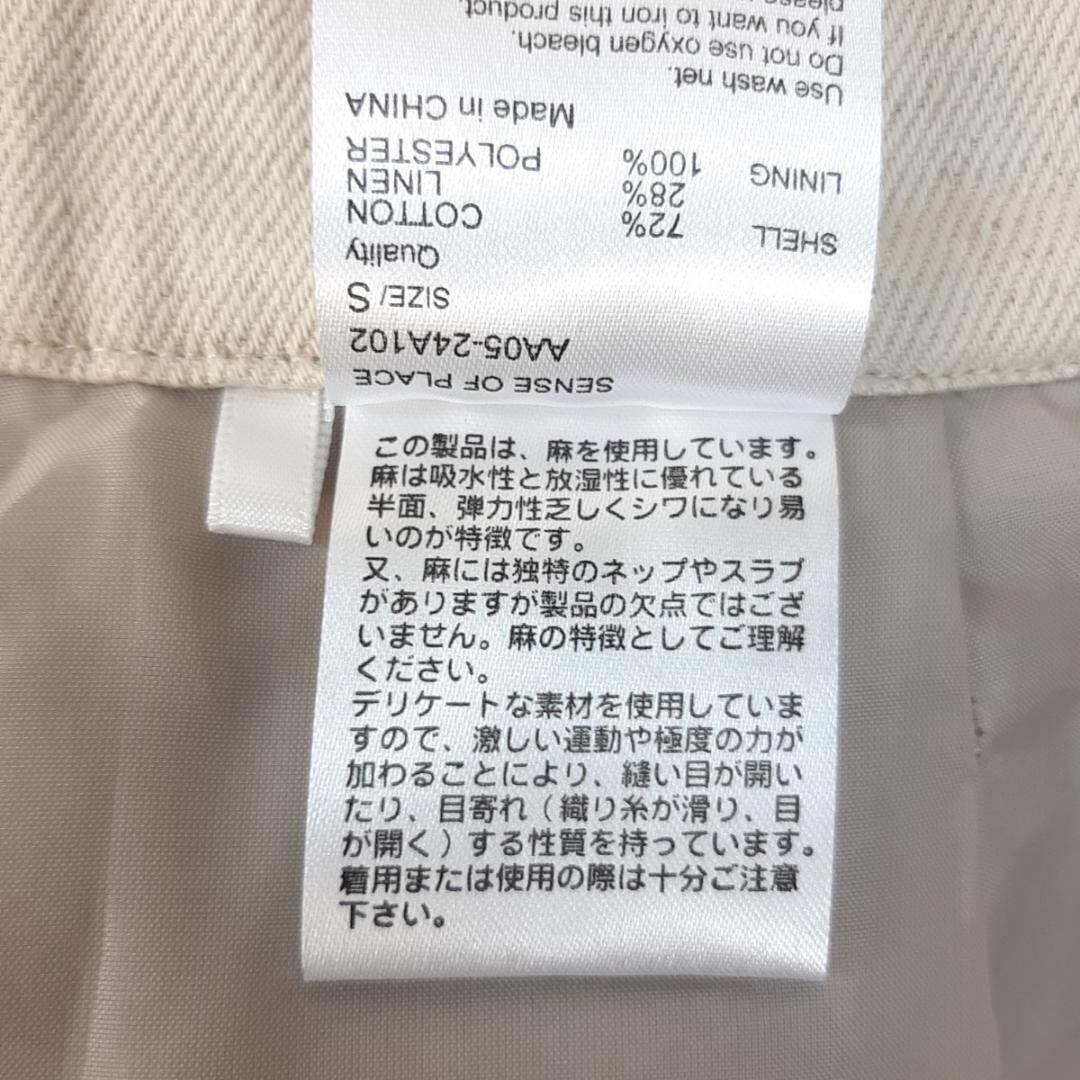 SENSE OF PLACE
AA05-24A102
SIZE/ S
Quality
SHELL 72% COTTON
28% LINEN
LINING 100% POLYESTER
Made in CHINA
Use wash net.
Do not use oxygen bleach.
If you want to iron this product
please
この製品は、麻を使用しています。
麻は吸水性と放湿性に優れている
半面、弾力性乏しくシワになり易
いのが特徴です。
又、麻には独特のネップやスラブ
がありますが製品の欠点ではござ
いません。麻の特徴としてご理解
ください。
デリケートな素材を使用していま
すので、激しい運動や極度の力が
加わることにより、縫い目が開い
たり、目寄れ（織り糸が滑り、目
が開く）する性質を持っています。
着用または使用の際は十分ご注意
下さい。